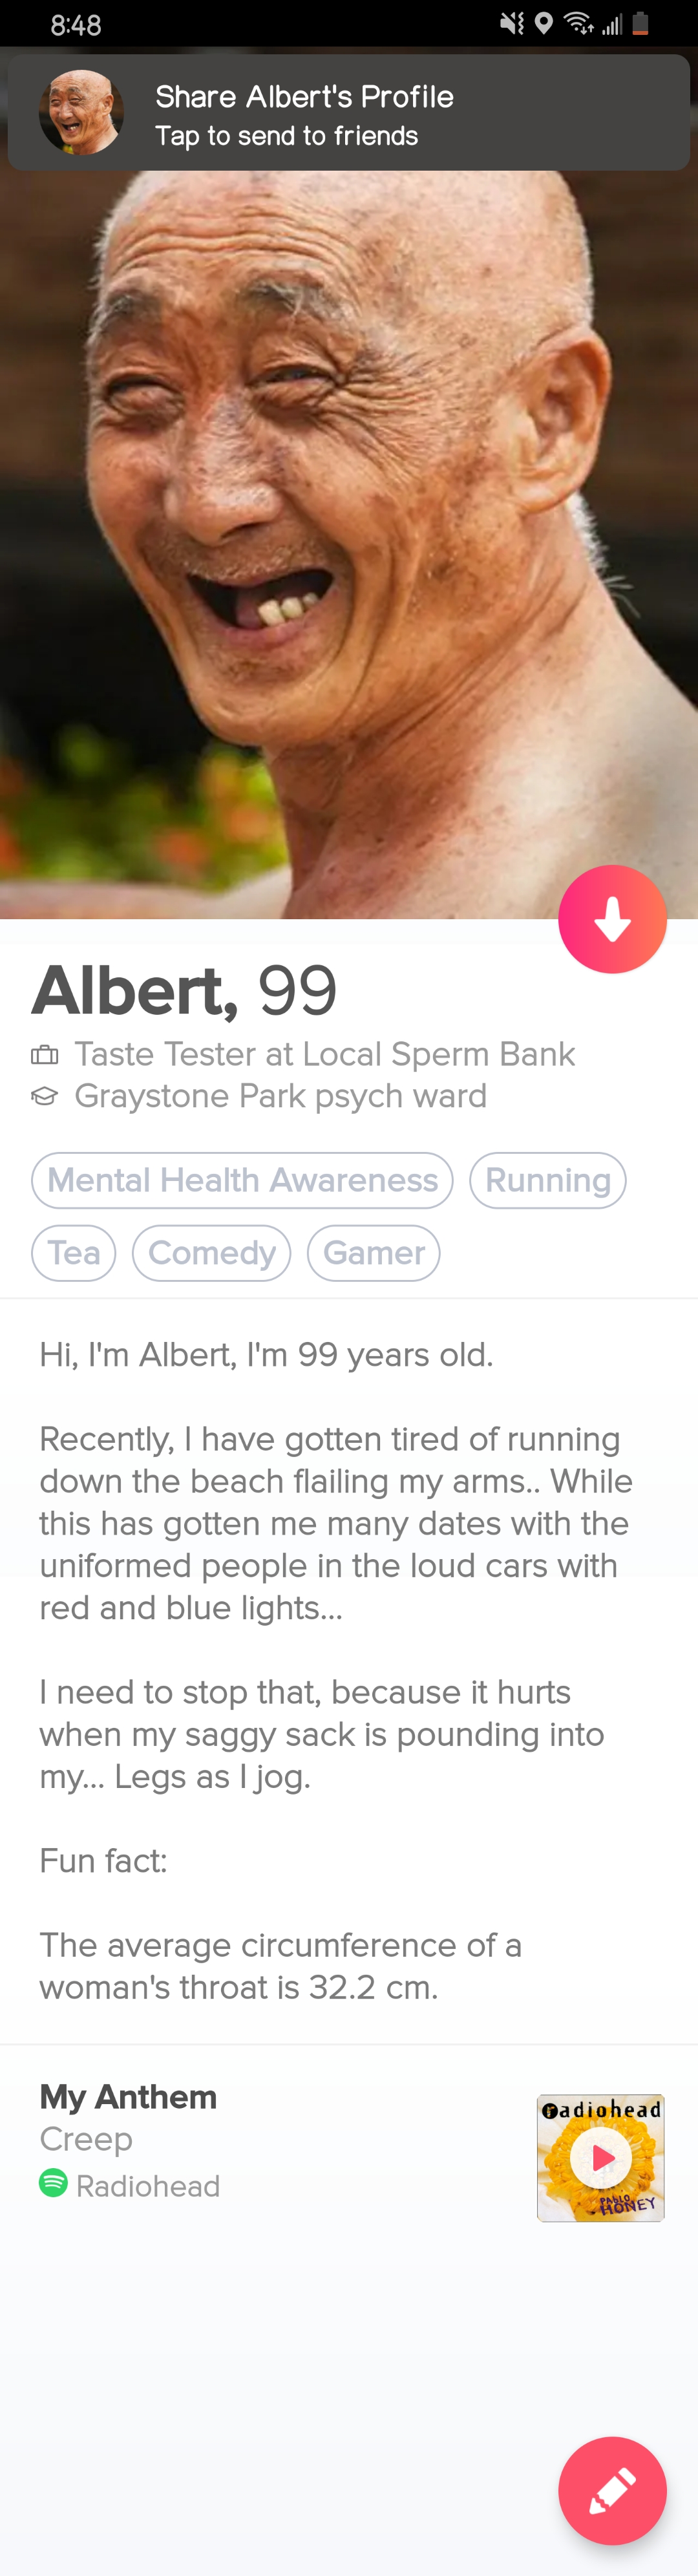 8:48
Share Albert's Profile
Tap to send to friends
Albert, 99
Taste Tester at Local Sperm Bank
Graystone Park psych ward
Mental Health Awareness
Running
Tea
Comedy
Gamer
Hi, I'm Albert, I'm 99 years old.
Recently, I have gotten tired of running
down the beach flailing my arms.. While
this has gotten me many dates with the
uniformed people in the loud cars with
red and blue lights...
I need to stop that, because it hurts
when my saggy sack is pounding into
my... Legs as I jog.
Fun fact:
The average circumference of a
woman's throat is 32.2 cm.
My Anthem
Creep
Radiohead
Radiohead
PABLO
HONEY